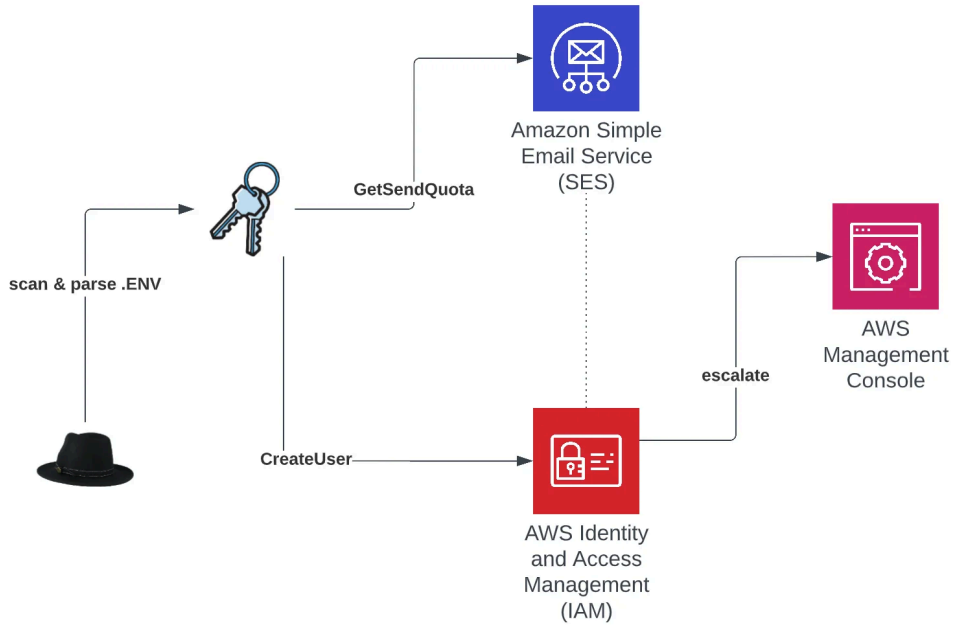 Amazon Simple
Email Service
(SES)
GetSendQuota
scan & parse .ENV
AWS
Management
Console
escalate
CreateUser
AWS Identity
and Access
Management
(IAM)